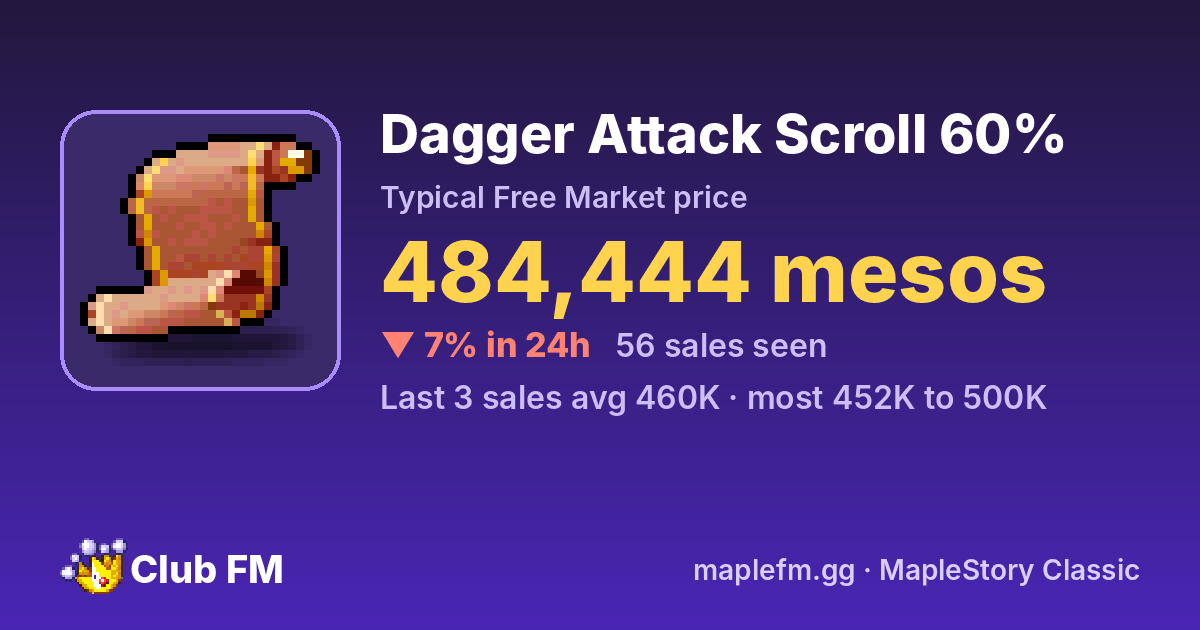 Dagger Attack Scroll 60%
Typical Free Market price
484,444 mesos
▼ 7% in 24h 56 sales seen
Last 3 sales avg 460K · most 452K to 500K
Club FM
maplefm.gg · MapleStory Classic